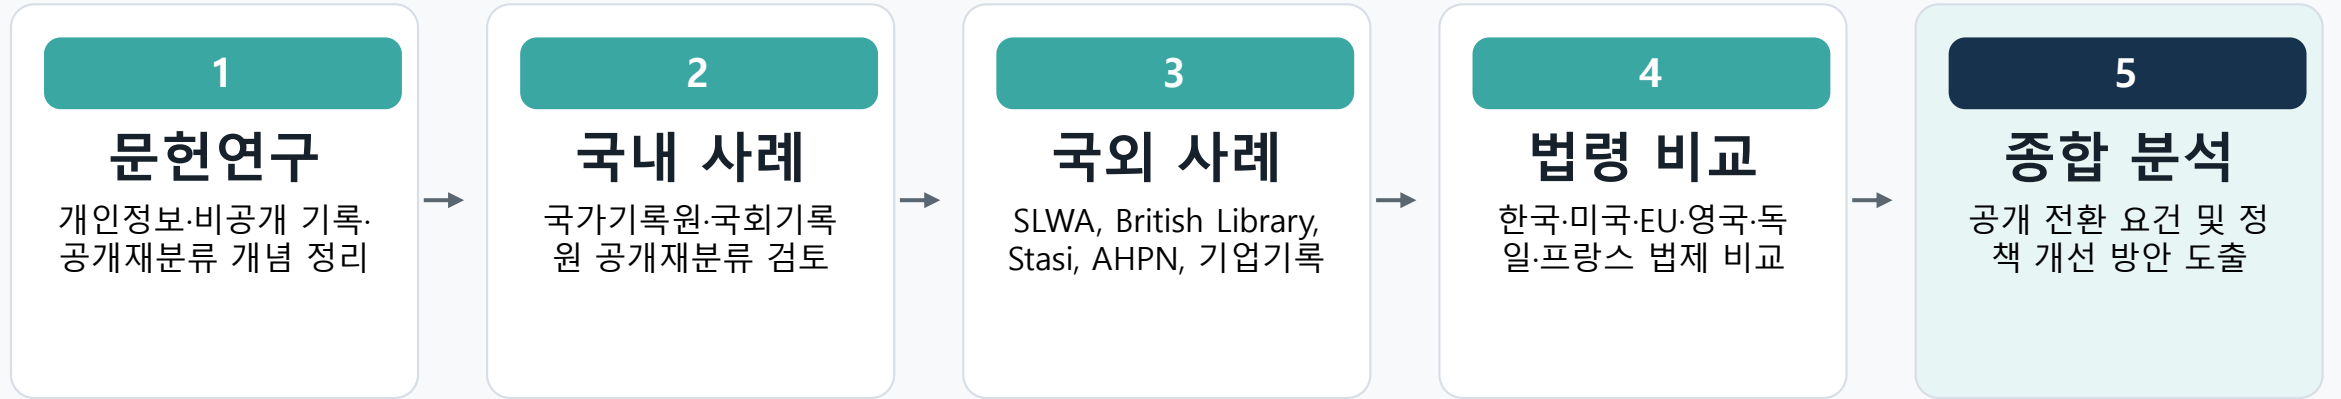 1
문헌연구
개인정보·비공개 기록·
공개재분류 개념 정리
2
국내 사례
국가기록원·국회기록
원 공개재분류 검토
3
국외 사례
SLWA, British Library,
Stasi, AHPN, 기업기록
4
법령 비교
한국·미국·EU·영국·독
일·프랑스 법제 비교
5
종합 분석
공개 전환 요건 및 정
책 개선 방안 도출